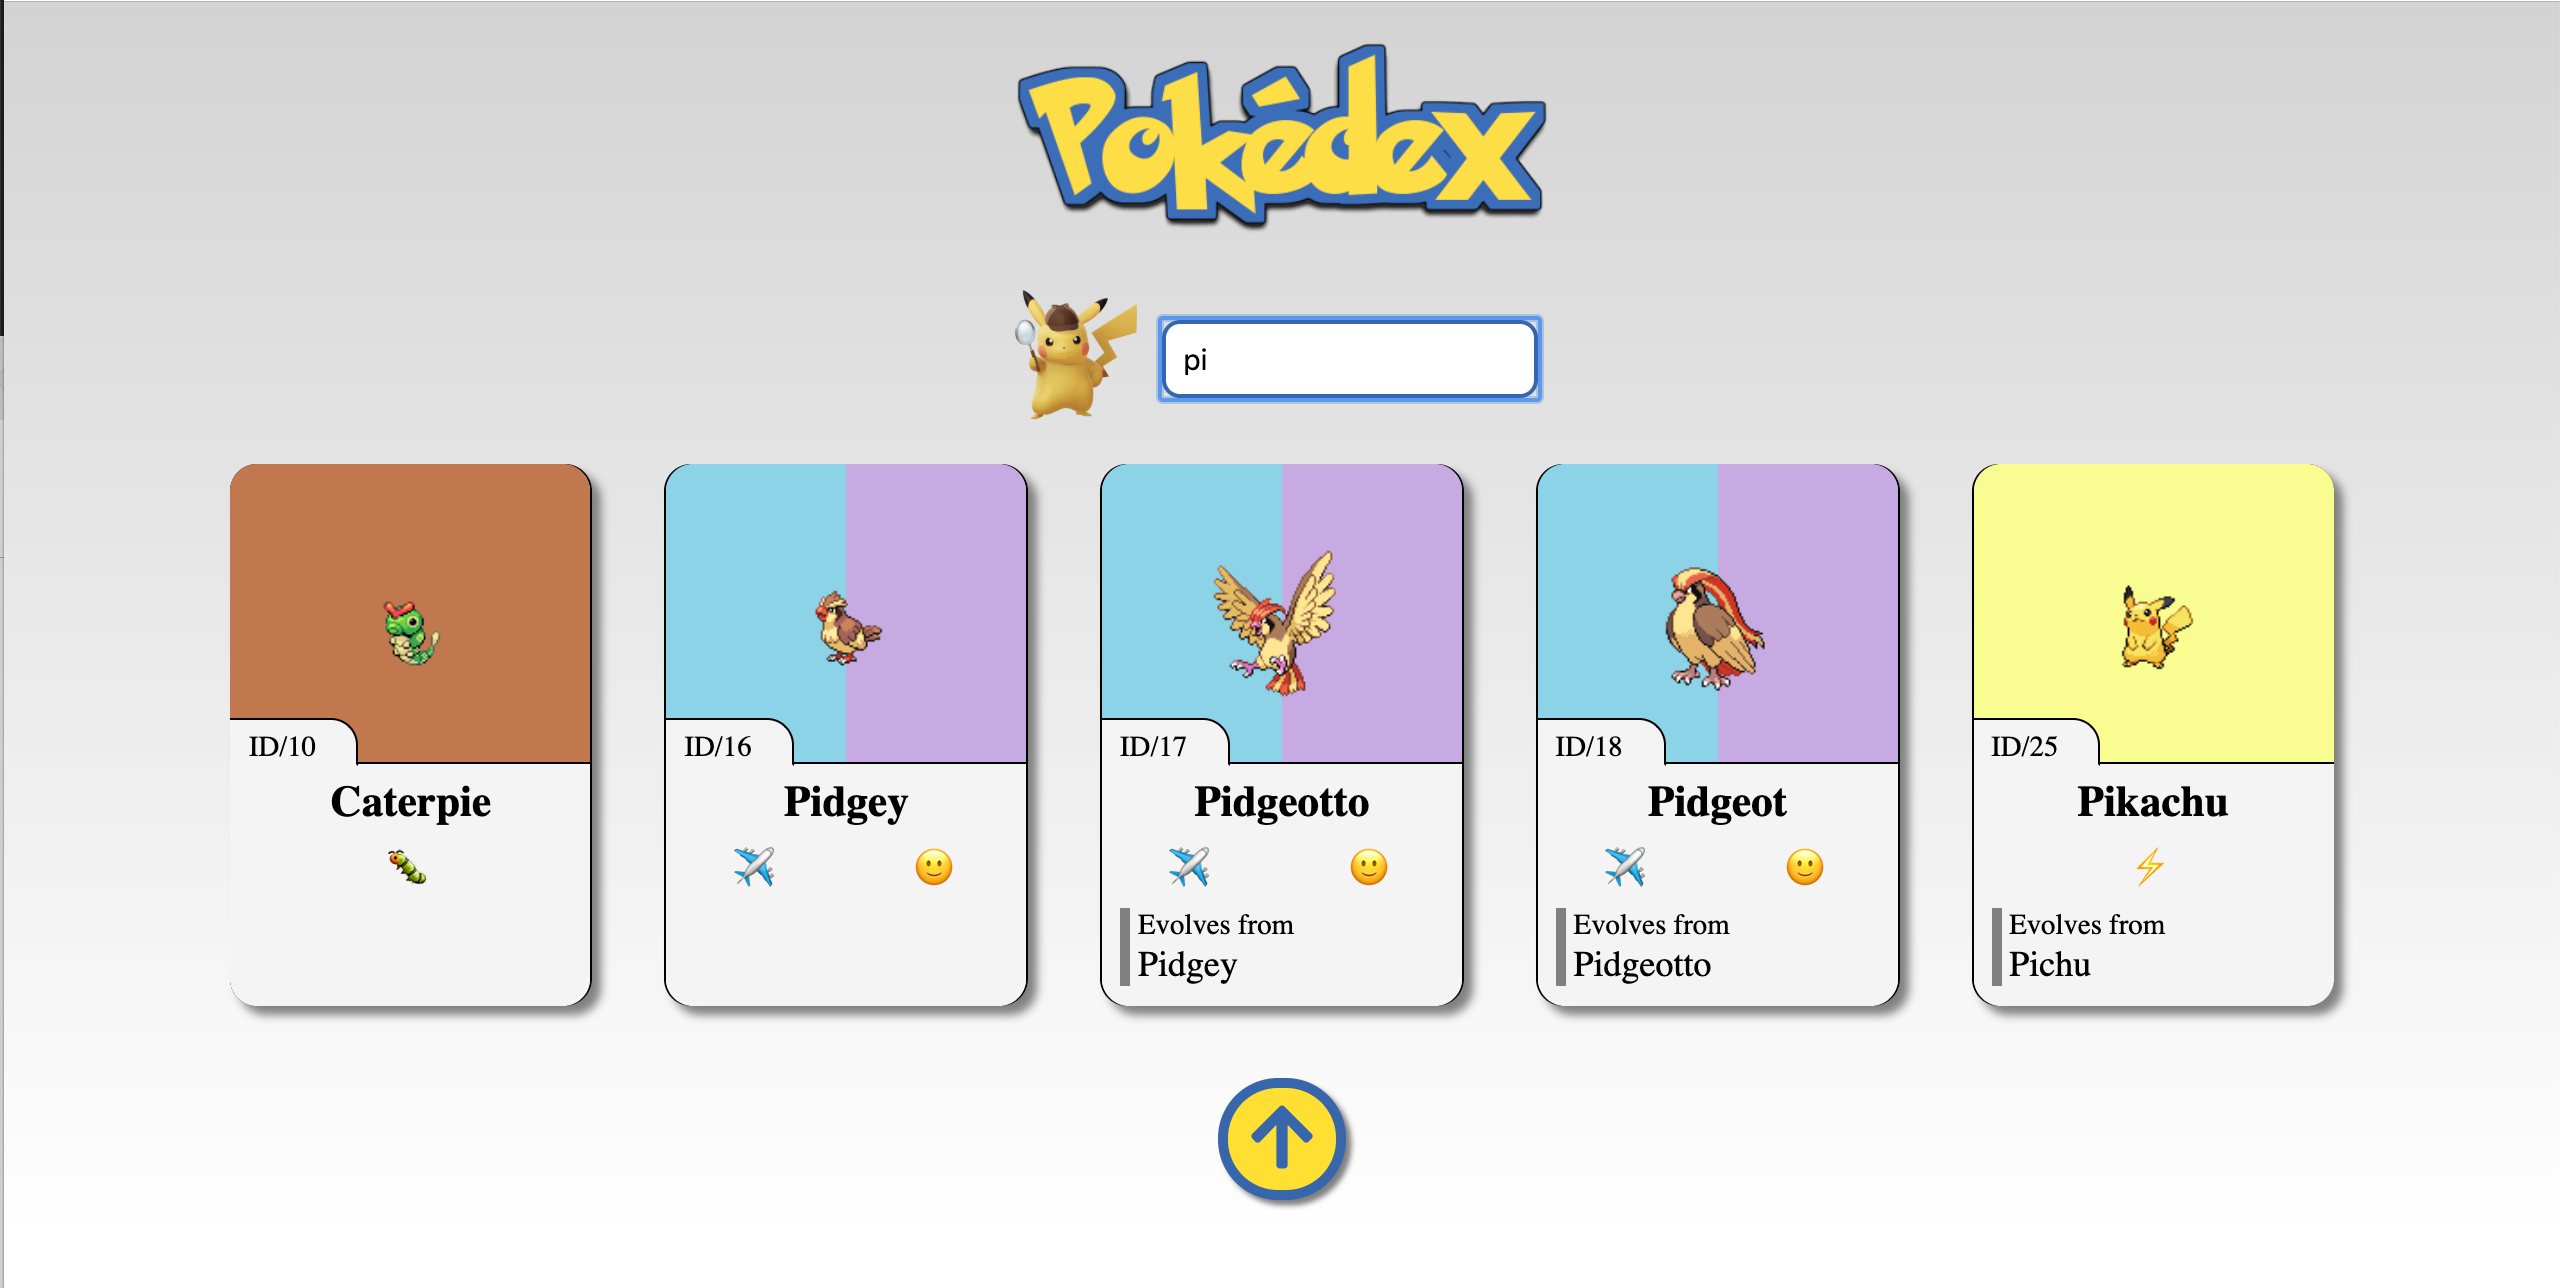 Pokédex
pi
ID/10
Caterpie
ID/16
Pidgey
ID/17
Pidgeotto
Evolves from
Pidgey
ID/18
Pidgeot
Evolves from
Pidgeotto
ID/25
Pikachu
Evolves from
Pichu